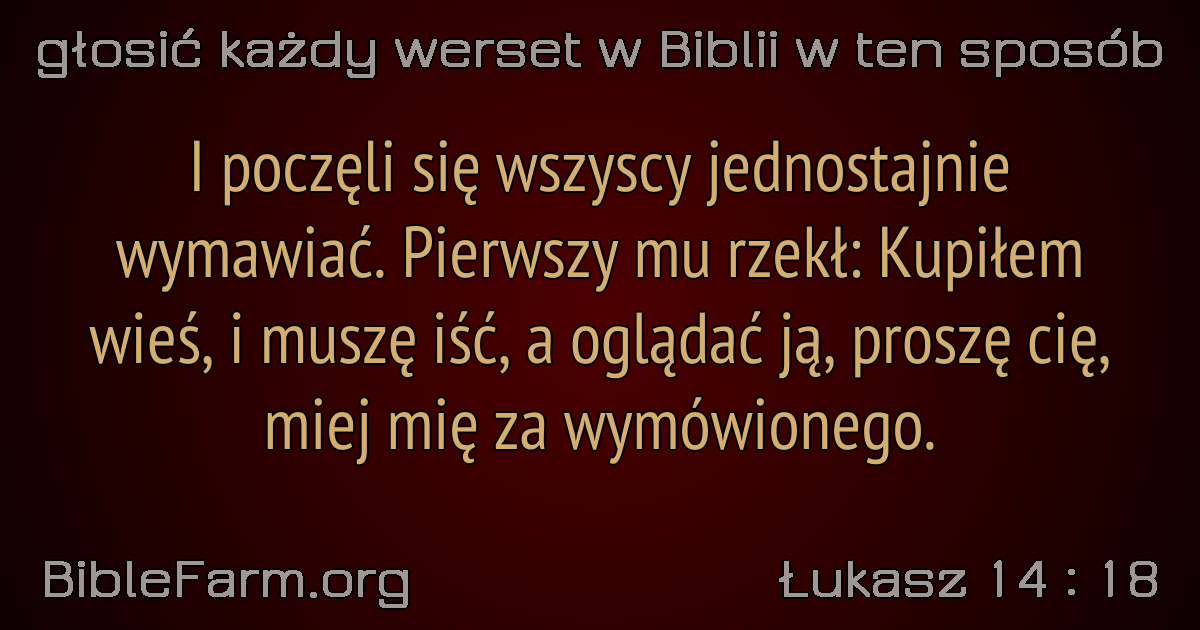 głosić każdy werset w Biblii w ten sposób
I poczęli się wszyscy jednostajnie
wymawiać. Pierwszy mu rzekł: Kupiłem
wieś, i muszę iść, a oglądać ją, proszę cię,
miej mię za wymówionego.
BibleFarm.org
Łukasz 14 : 18